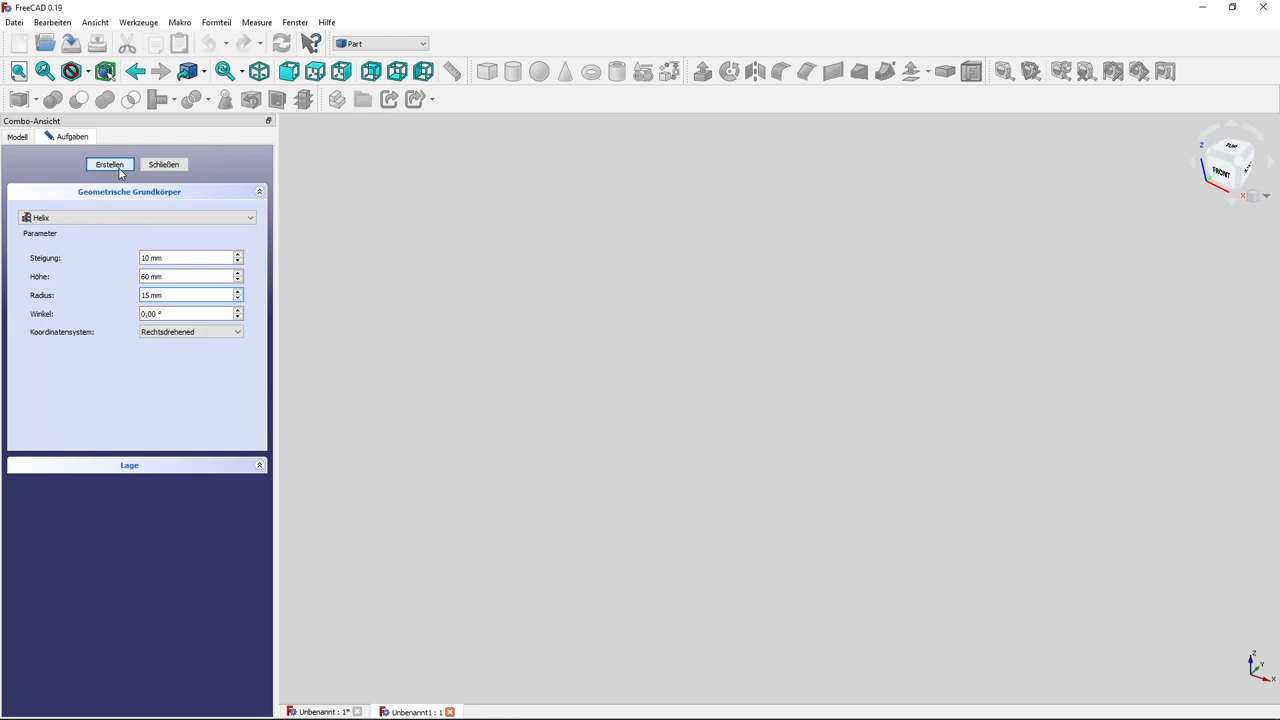 FreeCAD 0.19
Datei Bearbeiten Ansicht Werkzeuge Makro Formteil Measure Fenster Hilfe
Part
Combo-Ansicht
Modell Aufgaben
Erstellen Schließen
Geometrische Grundkörper
Helix
Parameter
Steigung: 10 mm
Höhe: 60 mm
Radius: 15 mm
Winkel: 0,00 °
Koordinatensystem: Rechtsdrehened
Lage
TOP
FRONT
Z
X
Z
Y
X
Unbenannt : 1* Unbenannt1 : 1